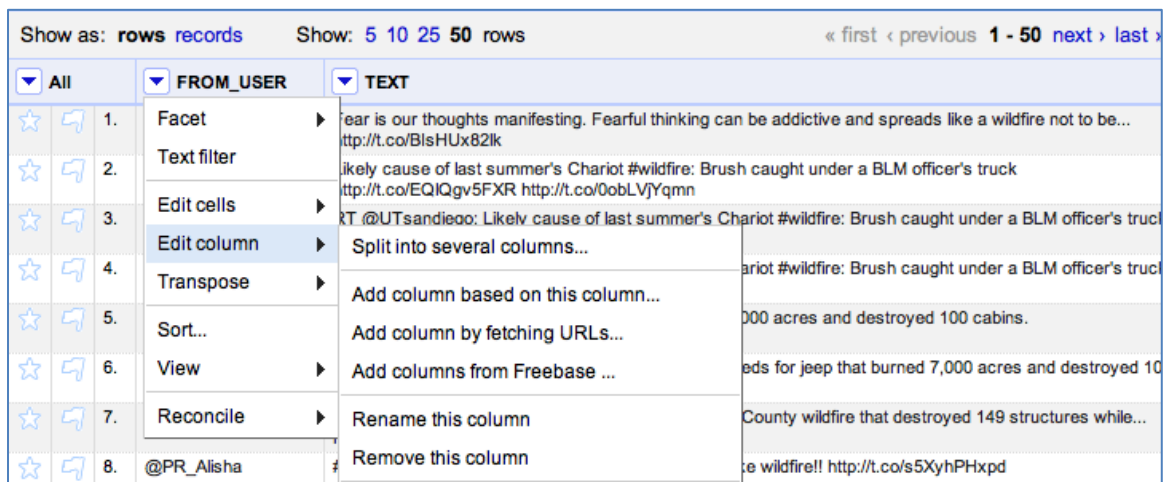 Show as: rows records Show: 5 10 25 50 rows « first ‹ previous 1 - 50 next › last »
All FROM_USER TEXT
1. Fear is our thoughts manifesting. Fearful thinking can be addictive and spreads like a wildfire not to be...
http://t.co/BIsHUx82lk
2. Likely cause of last summer's Chariot #wildfire: Brush caught under a BLM officer's truck
http://t.co/EQIQgv5FXR http://t.co/0obLVjYqmn
3. RT @UTsandiego: Likely cause of last summer's Chariot #wildfire: Brush caught under a BLM officer's truck
4. ariot #wildfire: Brush caught under a BLM officer's truck
5. 000 acres and destroyed 100 cabins.
6. eds for jeep that burned 7,000 acres and destroyed 10
7. County wildfire that destroyed 149 structures while...
8. @PR_Alisha # e wildfire!! http://t.co/s5XyhPHxpd
Facet
Text filter
Edit cells
Edit column
Transpose
Sort...
View
Reconcile
Split into several columns...
Add column based on this column...
Add column by fetching URLs...
Add columns from Freebase ...
Rename this column
Remove this column